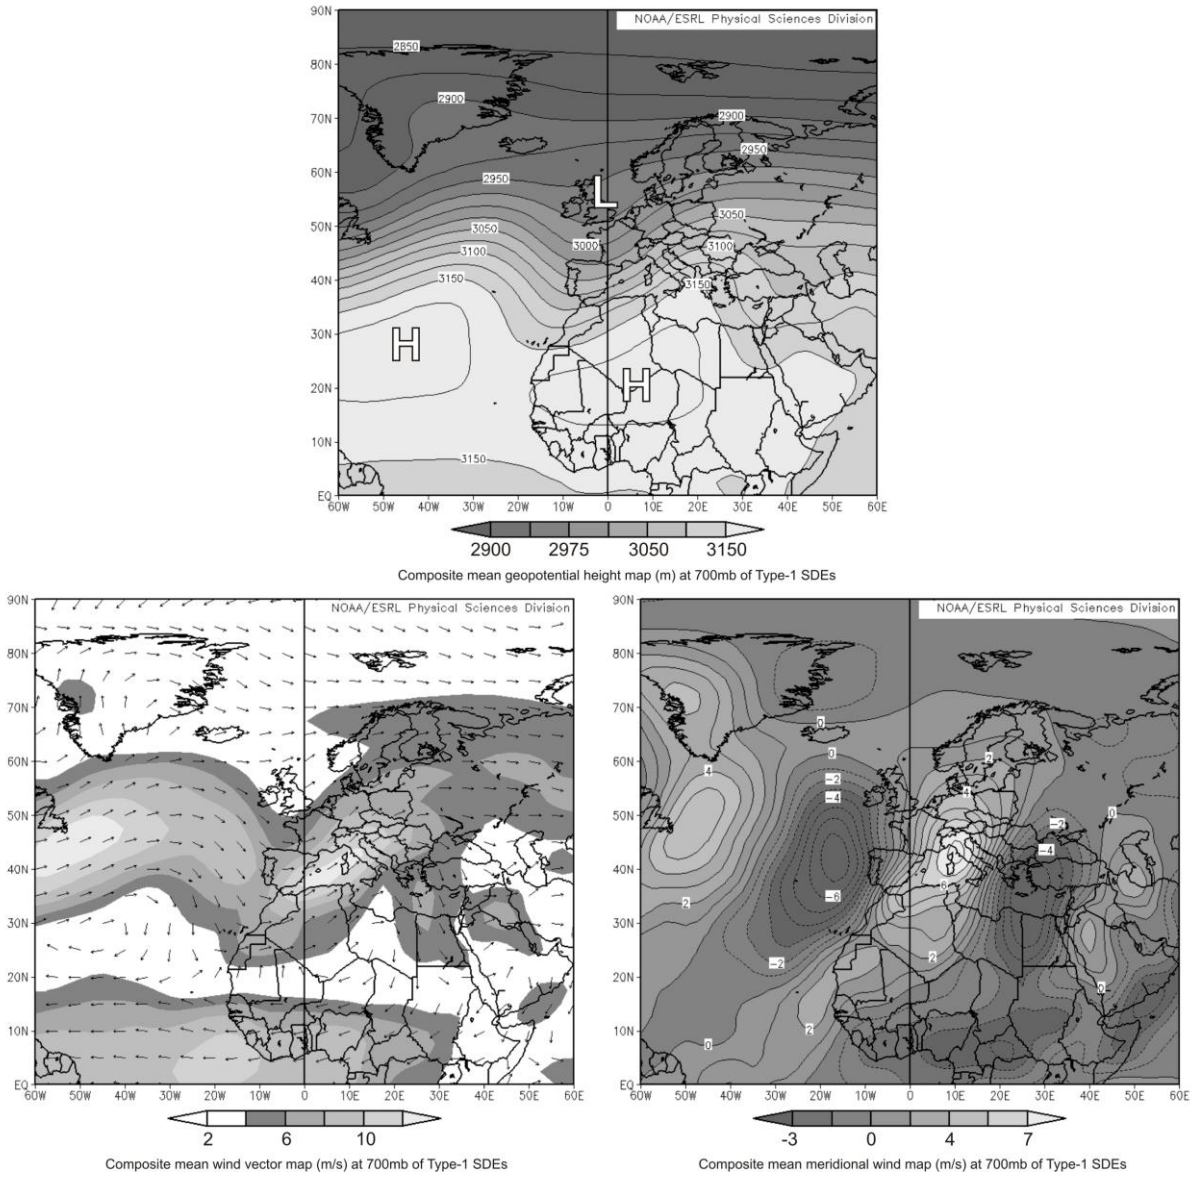 NOAA/ESRL Physical Sciences Division
90N
2850
80N
2900
70N
2900
2950
60N
2950
L
3050
50N
3050
3000
3100
3100
40N
3150
3150
30N
H
H
20N
10N
3150
EQ
60W 50W 40W 30W 20W 10W 0 10E 20E 30E 40E 50E 60E
2900 2975 3050 3150
Composite mean geopotential height map (m) at 700mb of Type-1 SDEs
NOAA/ESRL Physical Sciences Division
90N
80N
70N
60N
50N
40N
30N
20N
10N
EQ
60W 50W 40W 30W 20W 10W 0 10E 20E 30E 40E 50E 60E
2 6 10
Composite mean wind vector map (m/s) at 700mb of Type-1 SDEs
NOAA/ESRL Physical Sciences Division
90N
80N
70N
0
0
2
60N
4
-2
4
-4
0
50N
-2
-4
40N
6
-6
2
30N
2
-2
20N
0
10N
2
0
EQ
60W 50W 40W 30W 20W 10W 0 10E 20E 30E 40E 50E 60E
-3 0 4 7
Composite mean meridional wind map (m/s) at 700mb of Type-1 SDEs